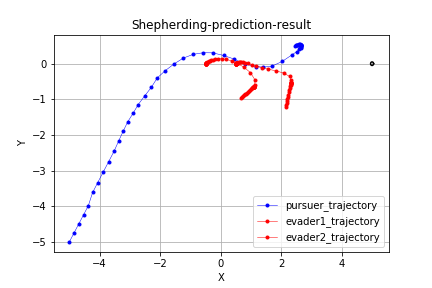 Shepherding-prediction-result
Y
0
−1
−2
−3
−4
−5
−4
−2
0
2
4
X
pursuer_trajectory
evader1_trajectory
evader2_trajectory